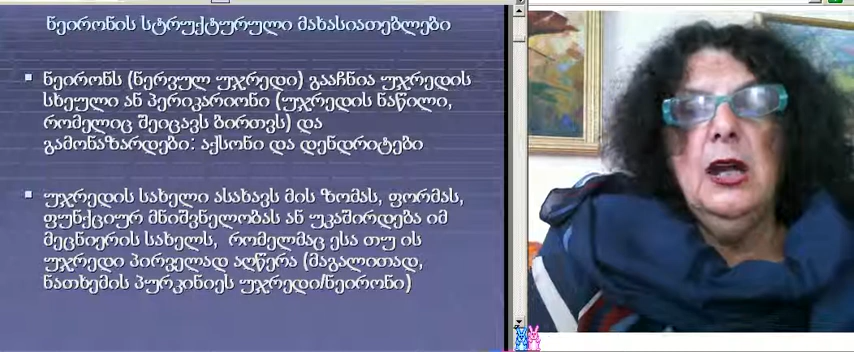 ნეირონის სტრუქტურული მახასიათებლები
ნეირონს (ნერვულ უჯრედი) გააჩნია უჯრედის
სხეული ან პერიკარიონი (უჯრედის ნაწილი,
რომელიც შეიცავს ბირთვს) და
გამონაზარდები: აქსონი და დენდრიტები
უჯრედის სახელი ასახავს მის ზომას, ფორმას,
ფუნქციურ მნიშვნელობას ან უკაშირდება იმ
მეცნიერის სახელს, რომელმაც ესა თუ ის
უჯრედი პირველად აღწერა (მაგალითად,
ნათხემის პურკინიეს უჯრედი/ნეირონი)